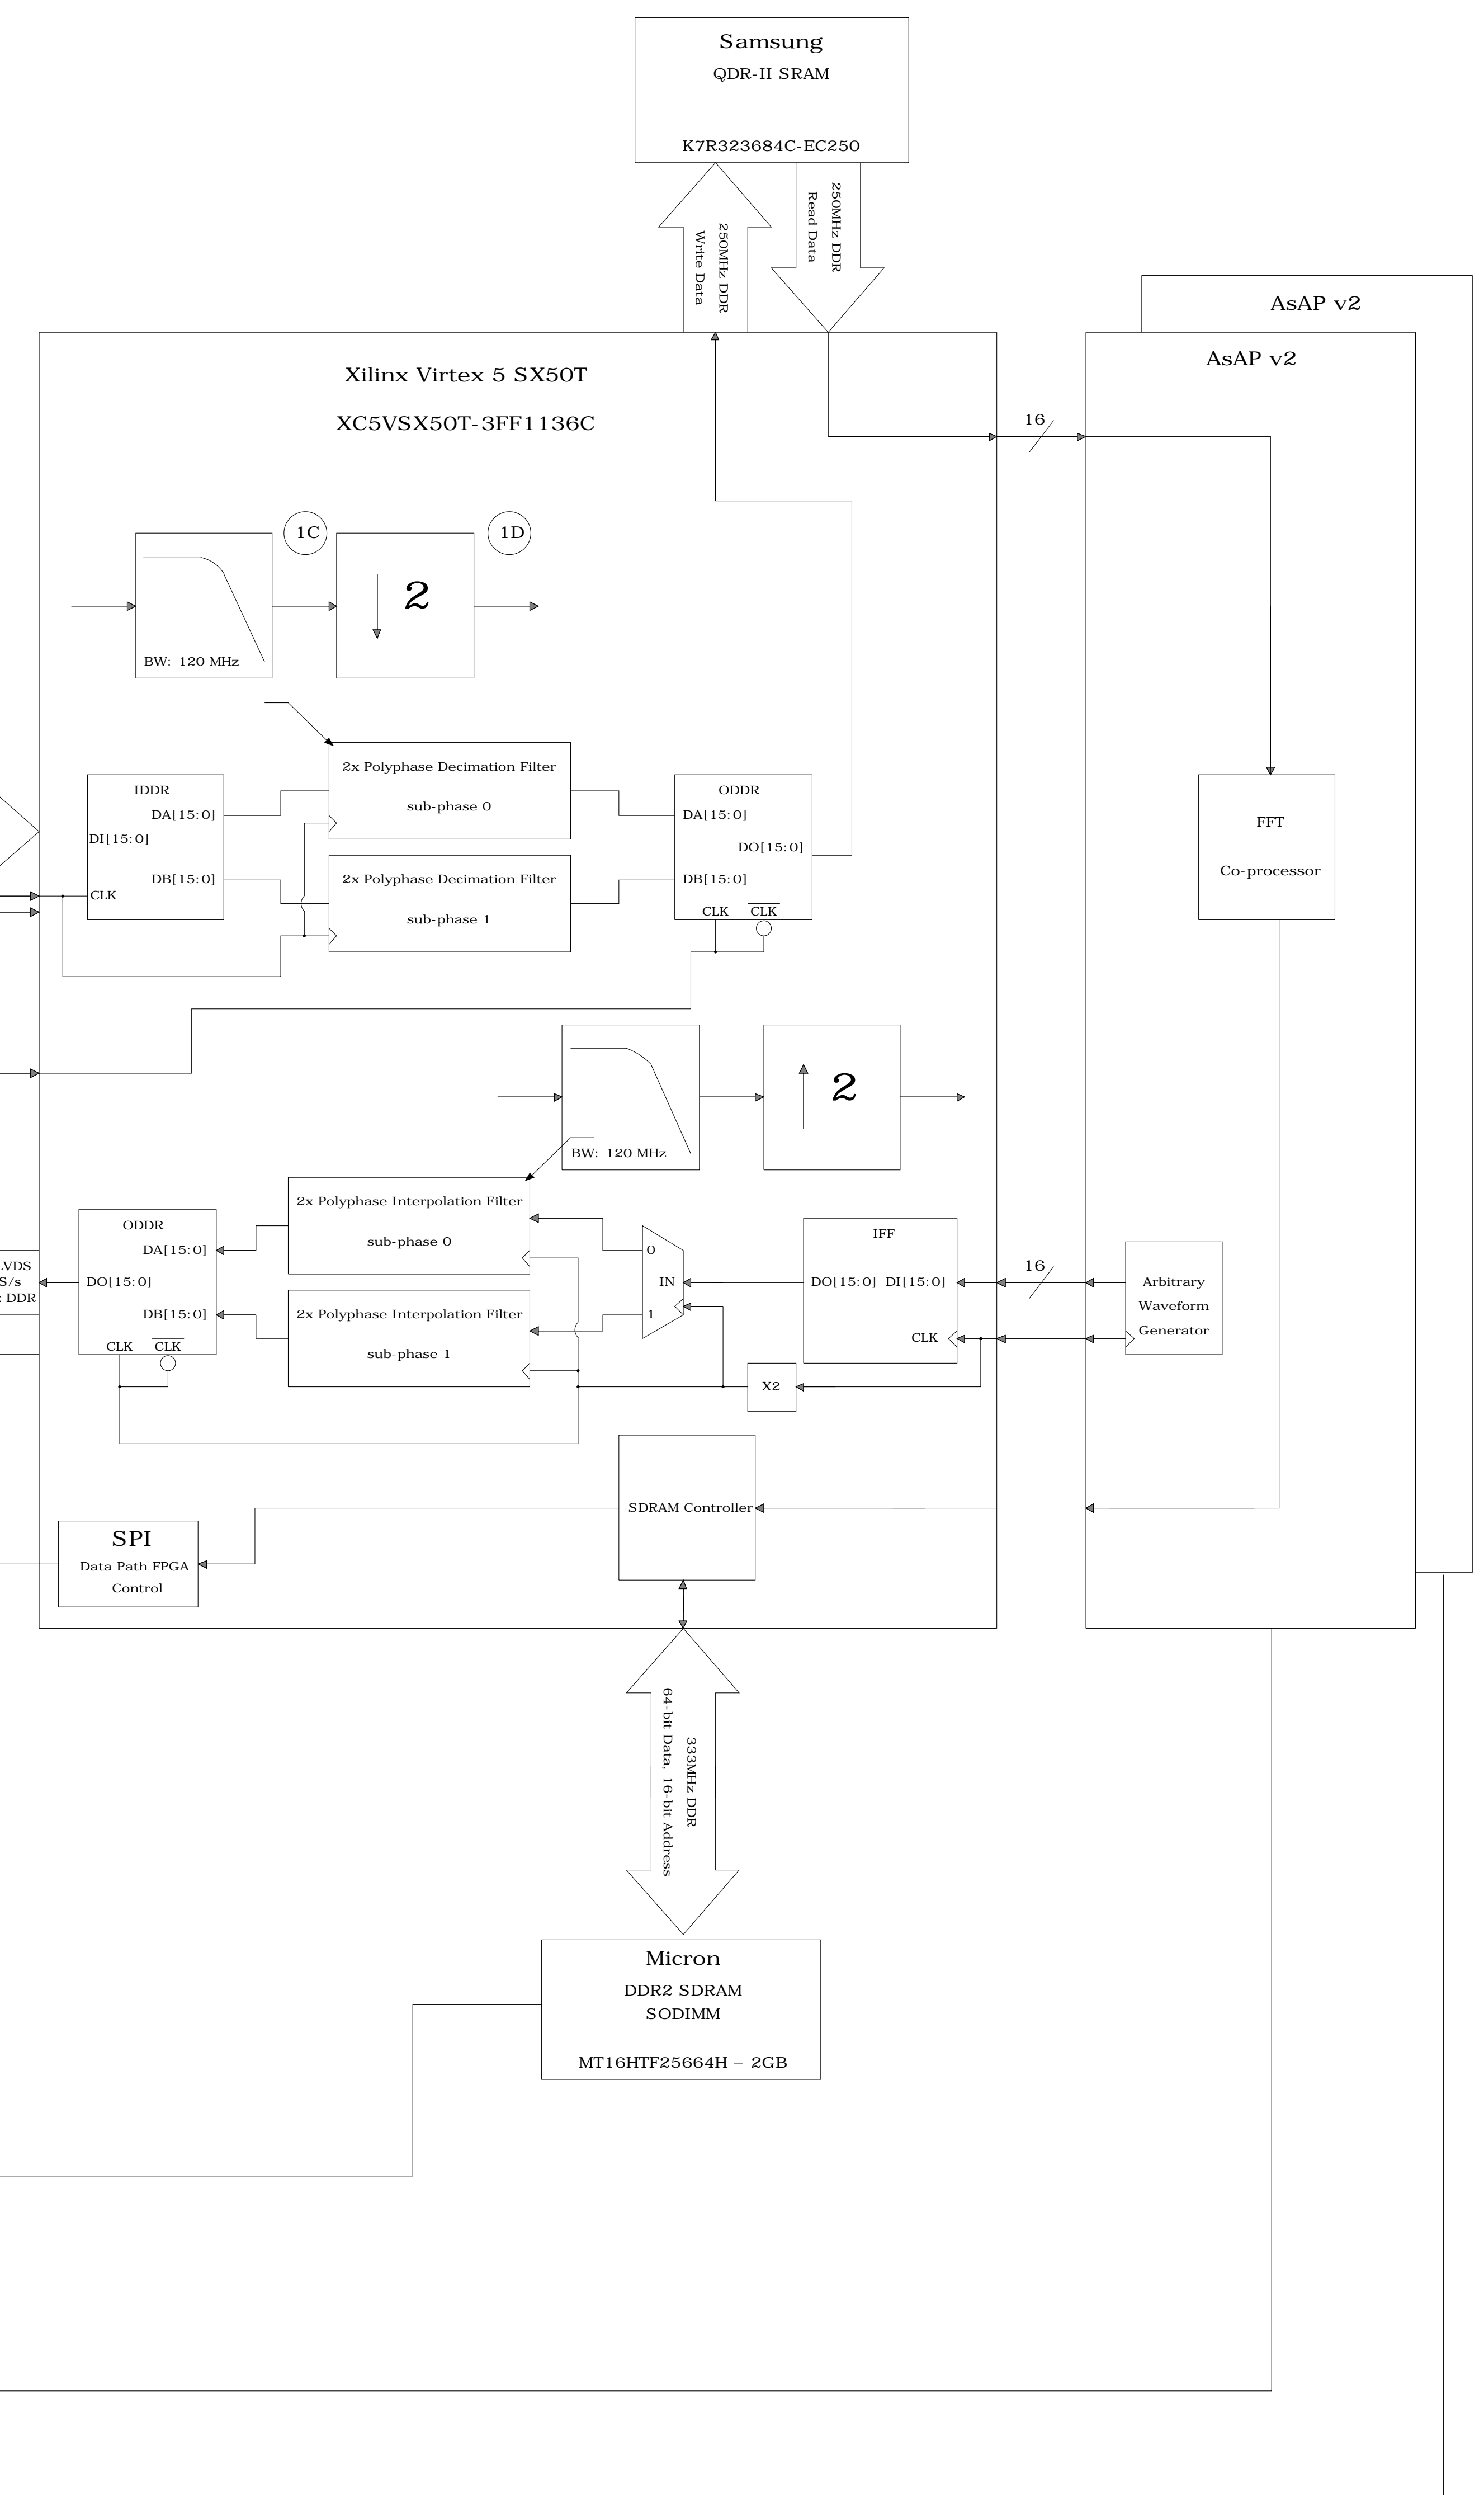 Samsung
QDR-II SRAM
K7R323684C-EC250
250MHz DDR
Write Data
250MHz DDR
Read Data
AsAP v2
AsAP v2
Xilinx Virtex 5 SX50T
XC5VSX50T-3FF1136C
16
1C
1D
2
BW: 120 MHz
2x Polyphase Decimation Filter
sub-phase 0
IDDR
DA[15:0]
DI[15:0]
DB[15:0]
CLK
2x Polyphase Decimation Filter
sub-phase 1
ODDR
DA[15:0]
DO[15:0]
DB[15:0]
CLK
CLK
FFT
Co-processor
2
BW: 120 MHz
2x Polyphase Interpolation Filter
sub-phase 0
ODDR
DA[15:0]
DO[15:0]
DB[15:0]
CLK
CLK
2x Polyphase Interpolation Filter
sub-phase 1
0
IN
1
IFF
DO[15:0] DI[15:0]
CLK
16
Arbitrary
Waveform
Generator
X2
VDS
S/s
DDR
SDRAM Controller
SPI
Data Path FPGA
Control
333MHz DDR
64-bit Data, 16-bit Address
Micron
DDR2 SDRAM
SODIMM
MT16HTF25664H – 2GB